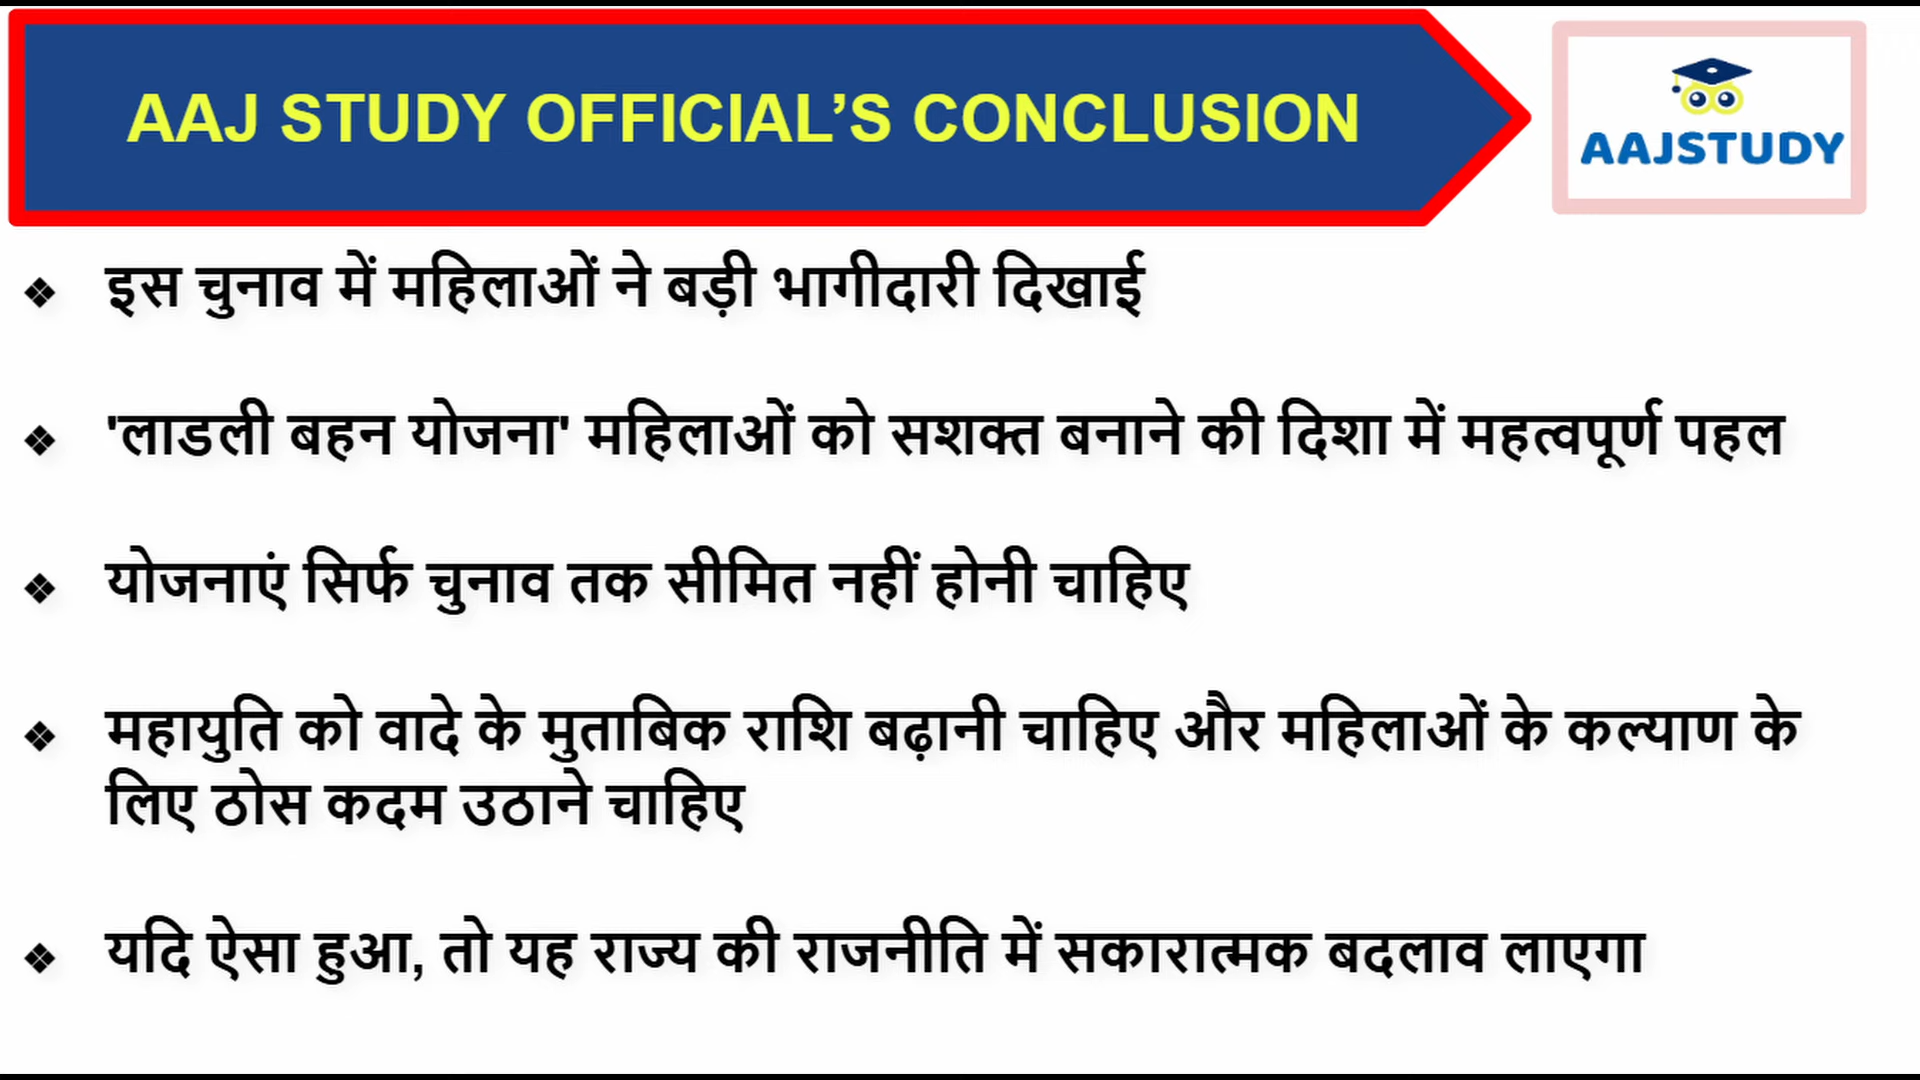 AAJ STUDY OFFICIAL’S CONCLUSION
AAJSTUDY
❖ इस चुनाव में महिलाओं ने बड़ी भागीदारी दिखाई
❖ 'लाडली बहन योजना' महिलाओं को सशक्त बनाने की दिशा में महत्वपूर्ण पहल
❖ योजनाएं सिर्फ चुनाव तक सीमित नहीं होनी चाहिए
❖ महायुति को वादे के मुताबिक राशि बढ़ानी चाहिए और महिलाओं के कल्याण के
लिए ठोस कदम उठाने चाहिए
❖ यदि ऐसा हुआ, तो यह राज्य की राजनीति में सकारात्मक बदलाव लाएगा